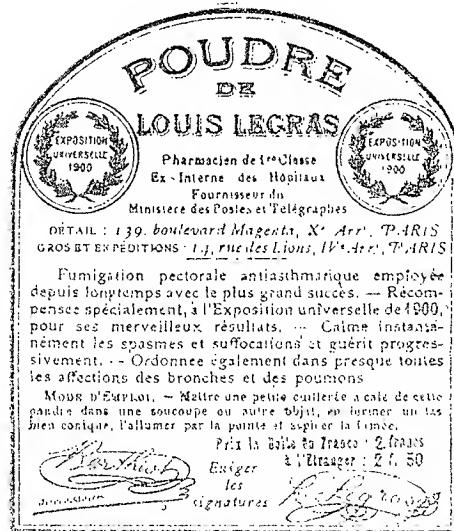 POUDRE
DE
LOUIS LEGRAS
EXPOSITION
UNIVERSELLE
1900
EXPOSITION
UNIVERSELLE
1900
Pharmacien de 1re Classe
Ex-Interne des Hôpitaux
Fournisseur du
Ministère des Postes et Télégraphes
DÉTAIL : 139, boulevard Magenta, Xe Arrt, PARIS
GROS ET EXPÉDITIONS : 14, rue des Lions, IVe Arrt, PARIS
Fumigation pectorale antiasthmatique employée
depuis longtemps avec le plus grand succès. — Récom-
pensée spécialement, à l'Exposition universelle de 1900,
pour ses merveilleux résultats. — Calme instanta-
nément les spasmes et suffocations et guérit progres-
sivement. — Ordonnée également dans presque toutes
les affections des bronches et des poumons
MODE D'EMPLOI. — Mettre une petite cuillerée à café de cette
poudre dans une soucoupe ou autre objet, en former un tas
bien conique, l'allumer par la pointe et aspirer la fumée.
Prix la Boîte en France : 2 francs
à l'Etranger : 2 f. 50
Exiger
les
signatures